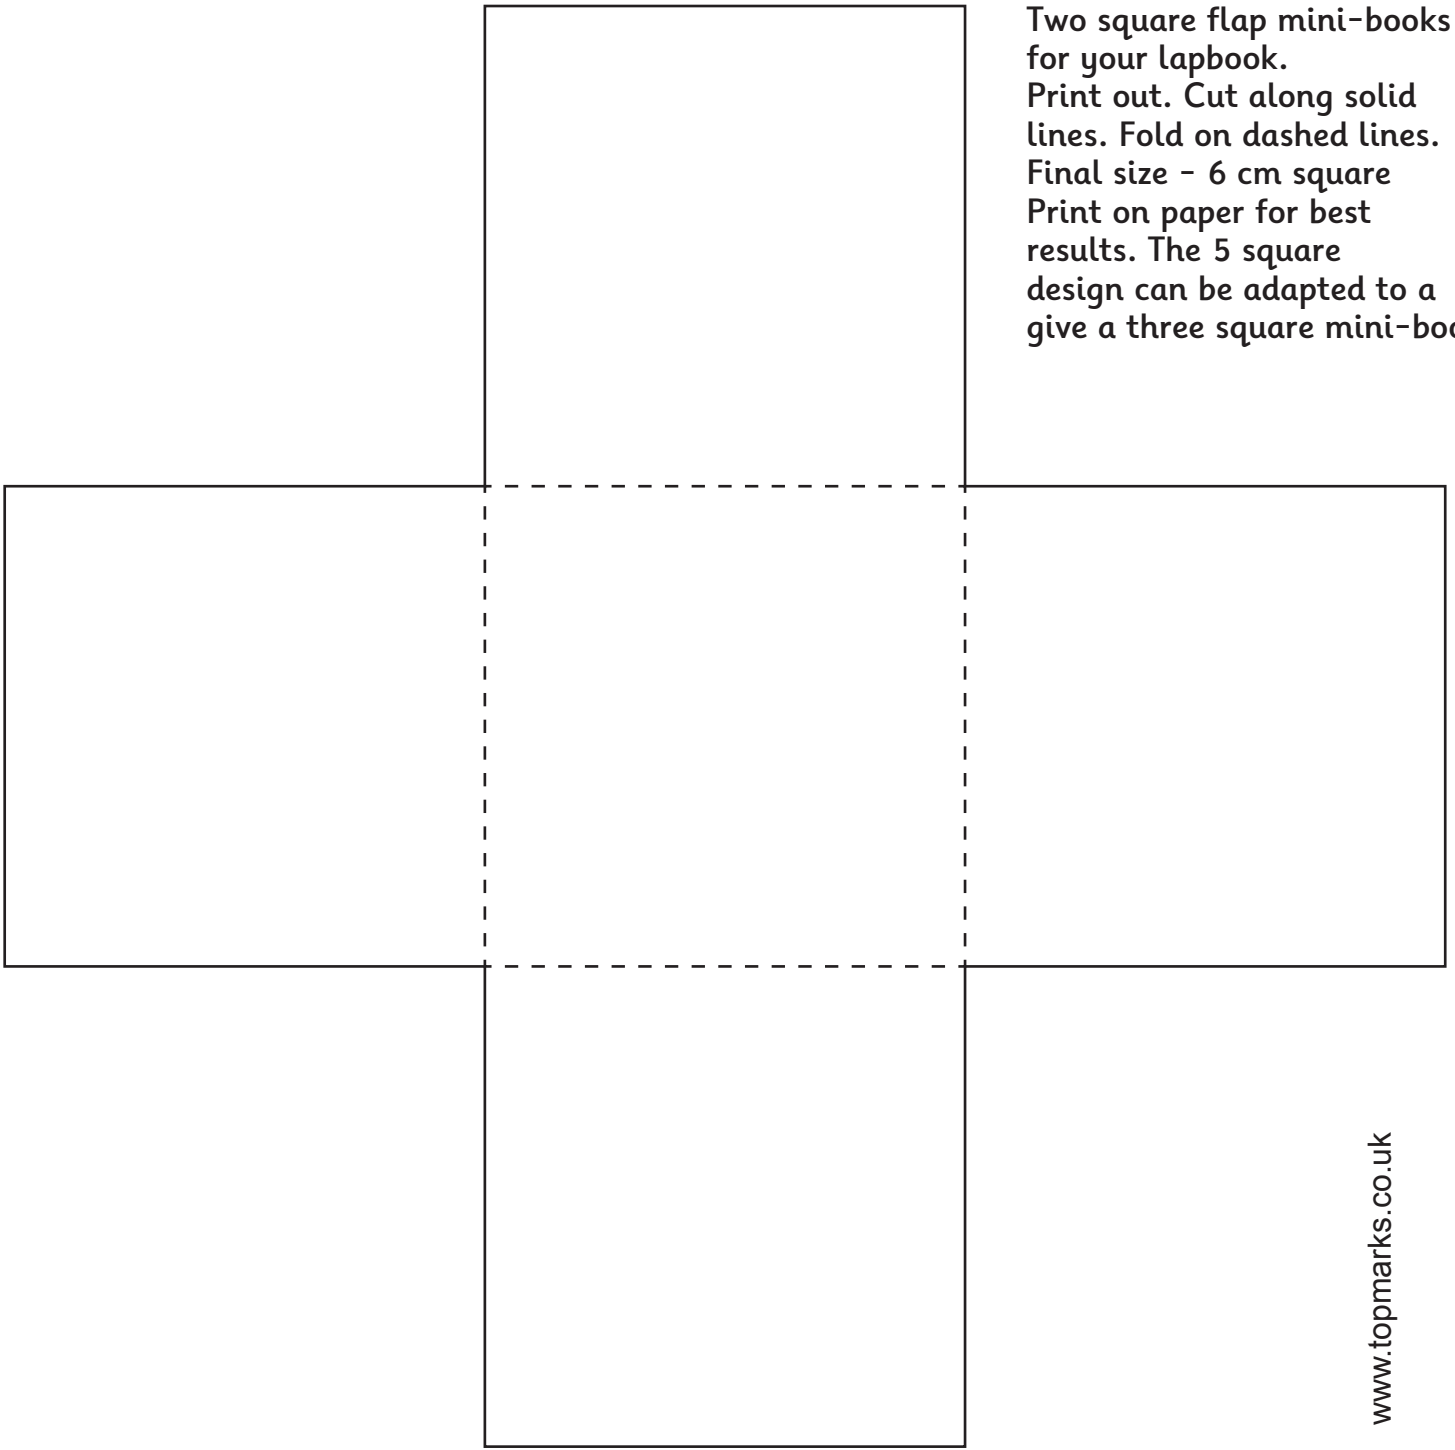 Two square flap mini-books
for your lapbook.
Print out. Cut along solid
lines. Fold on dashed lines.
Final size - 6 cm square
Print on paper for best
results. The 5 square
design can be adapted to a
give a three square
www.topmarks.co.uk